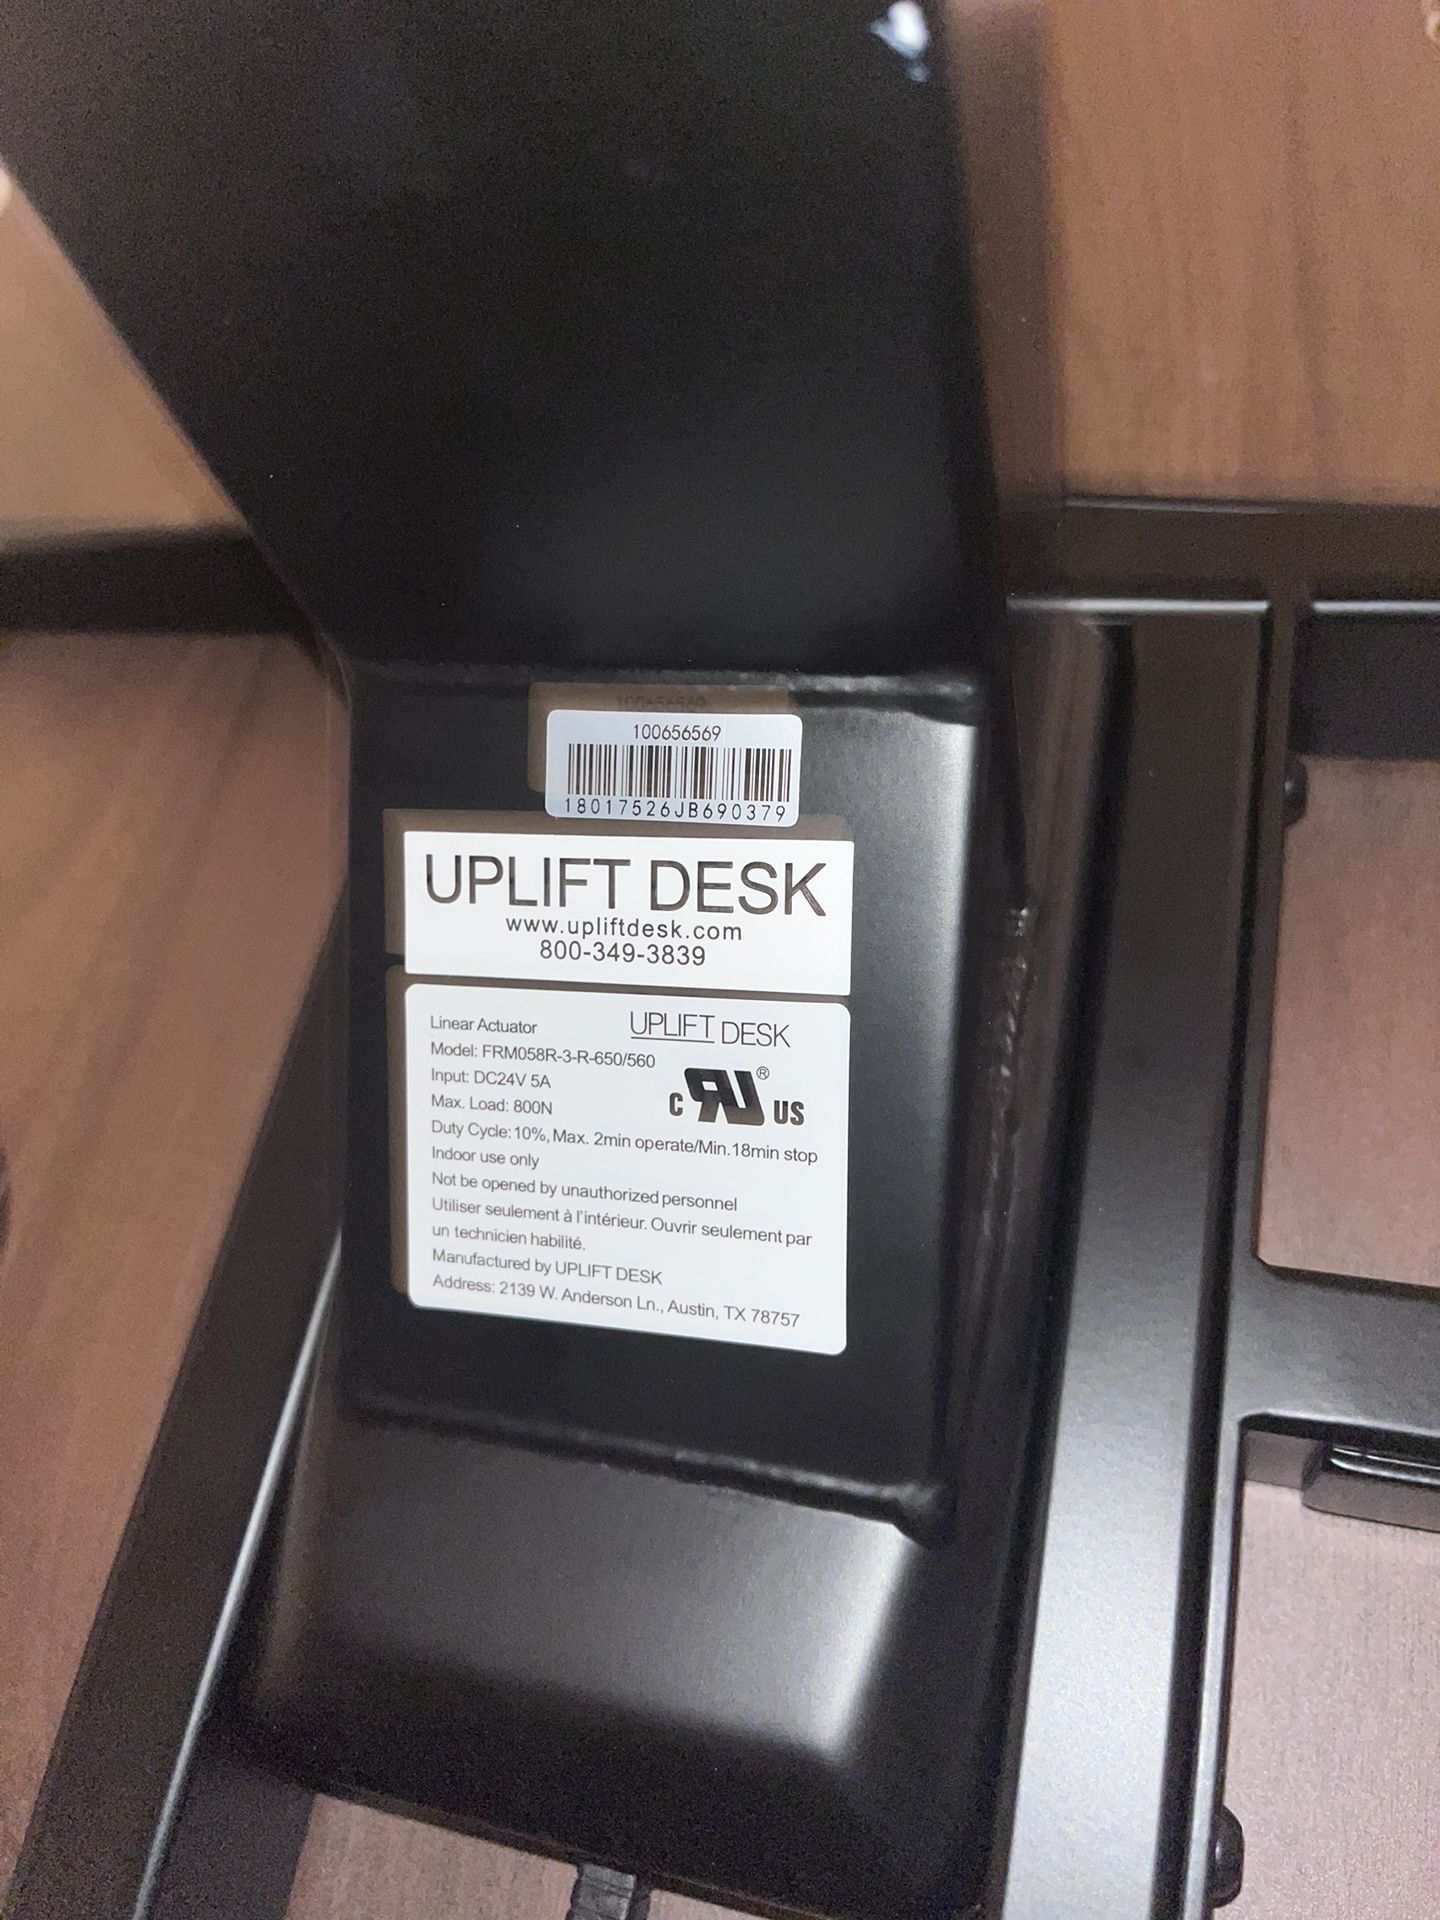 100656569
18017526JB690379
UPLIFT DESK
www.upliftdesk.com
800-349-3839
UPLIFT DESK
Linear Actuator
Model: FRM058R-3-R-650/560
Input: DC24V 5A
Max. Load: 800N
c RU ® US
Duty Cycle:10%, Max. 2min operate/Min.18min stop
Indoor use only
Not be opened by unauthorized personnel
Utiliser seulement à l'intérieur. Ouvrir seulement par
un technicien habilité.
Manufactured by UPLIFT DESK
Address: 2139 W. Anderson Ln., Austin, TX 78757